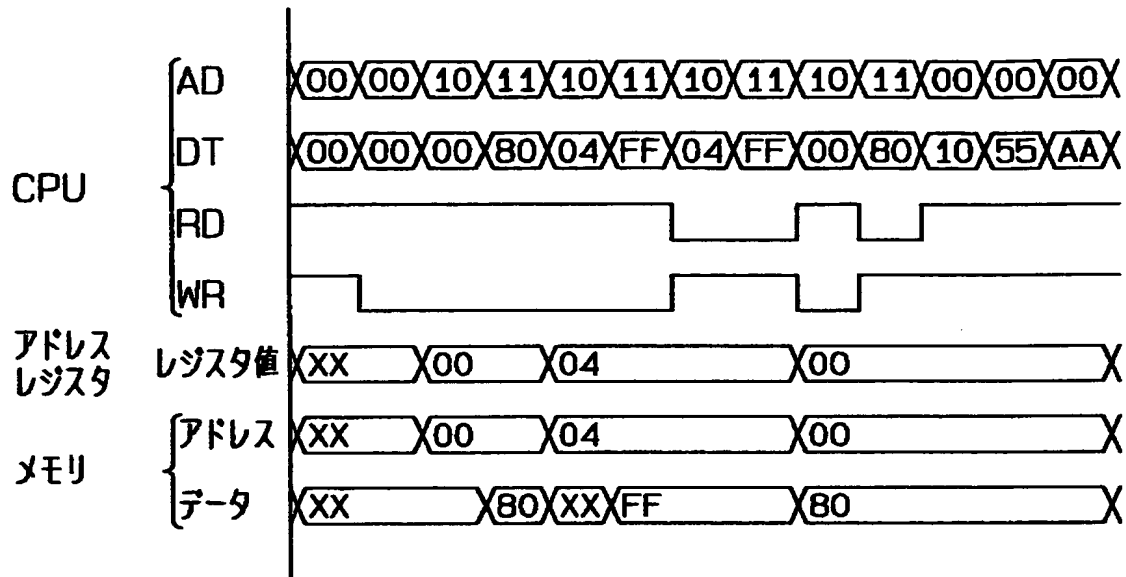 CPU
AD 00 00 10 11 10 11 10 11 10 11 00 00 00
DT 00 00 00 80 04 FF 04 FF 00 80 10 55 AA
RD
WR
アドレス
レジスタ
レジスタ値 XX 00 04 00
メモリ
アドレス XX 00 04 00
データ XX 80 XX FF 80